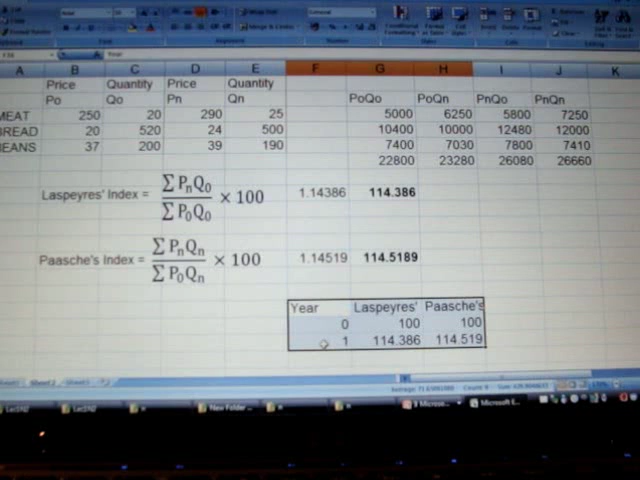 A B C D E F G H I J K
Price Quantity Price Quantity
Po Qo Pn Qn PoQo PoQn PnQo PnQn
MEAT 250 20 290 25 5000 6250 5800 7250
BREAD 20 520 24 500 10400 10000 12480 12000
BEANS 37 200 39 190 7400 7030 7800 7410
22800 23280 26080 26660
Laspeyres' Index = ∑ PnQ0 / ∑ P0Q0 × 100 1.14386 114.386
Paasche's Index = ∑ PnQn / ∑ P0Qn × 100 1.14519 114.5189
Year Laspeyres' Paasche's
0 100 100
1 114.386 114.519
New Folder
Microsoft E...